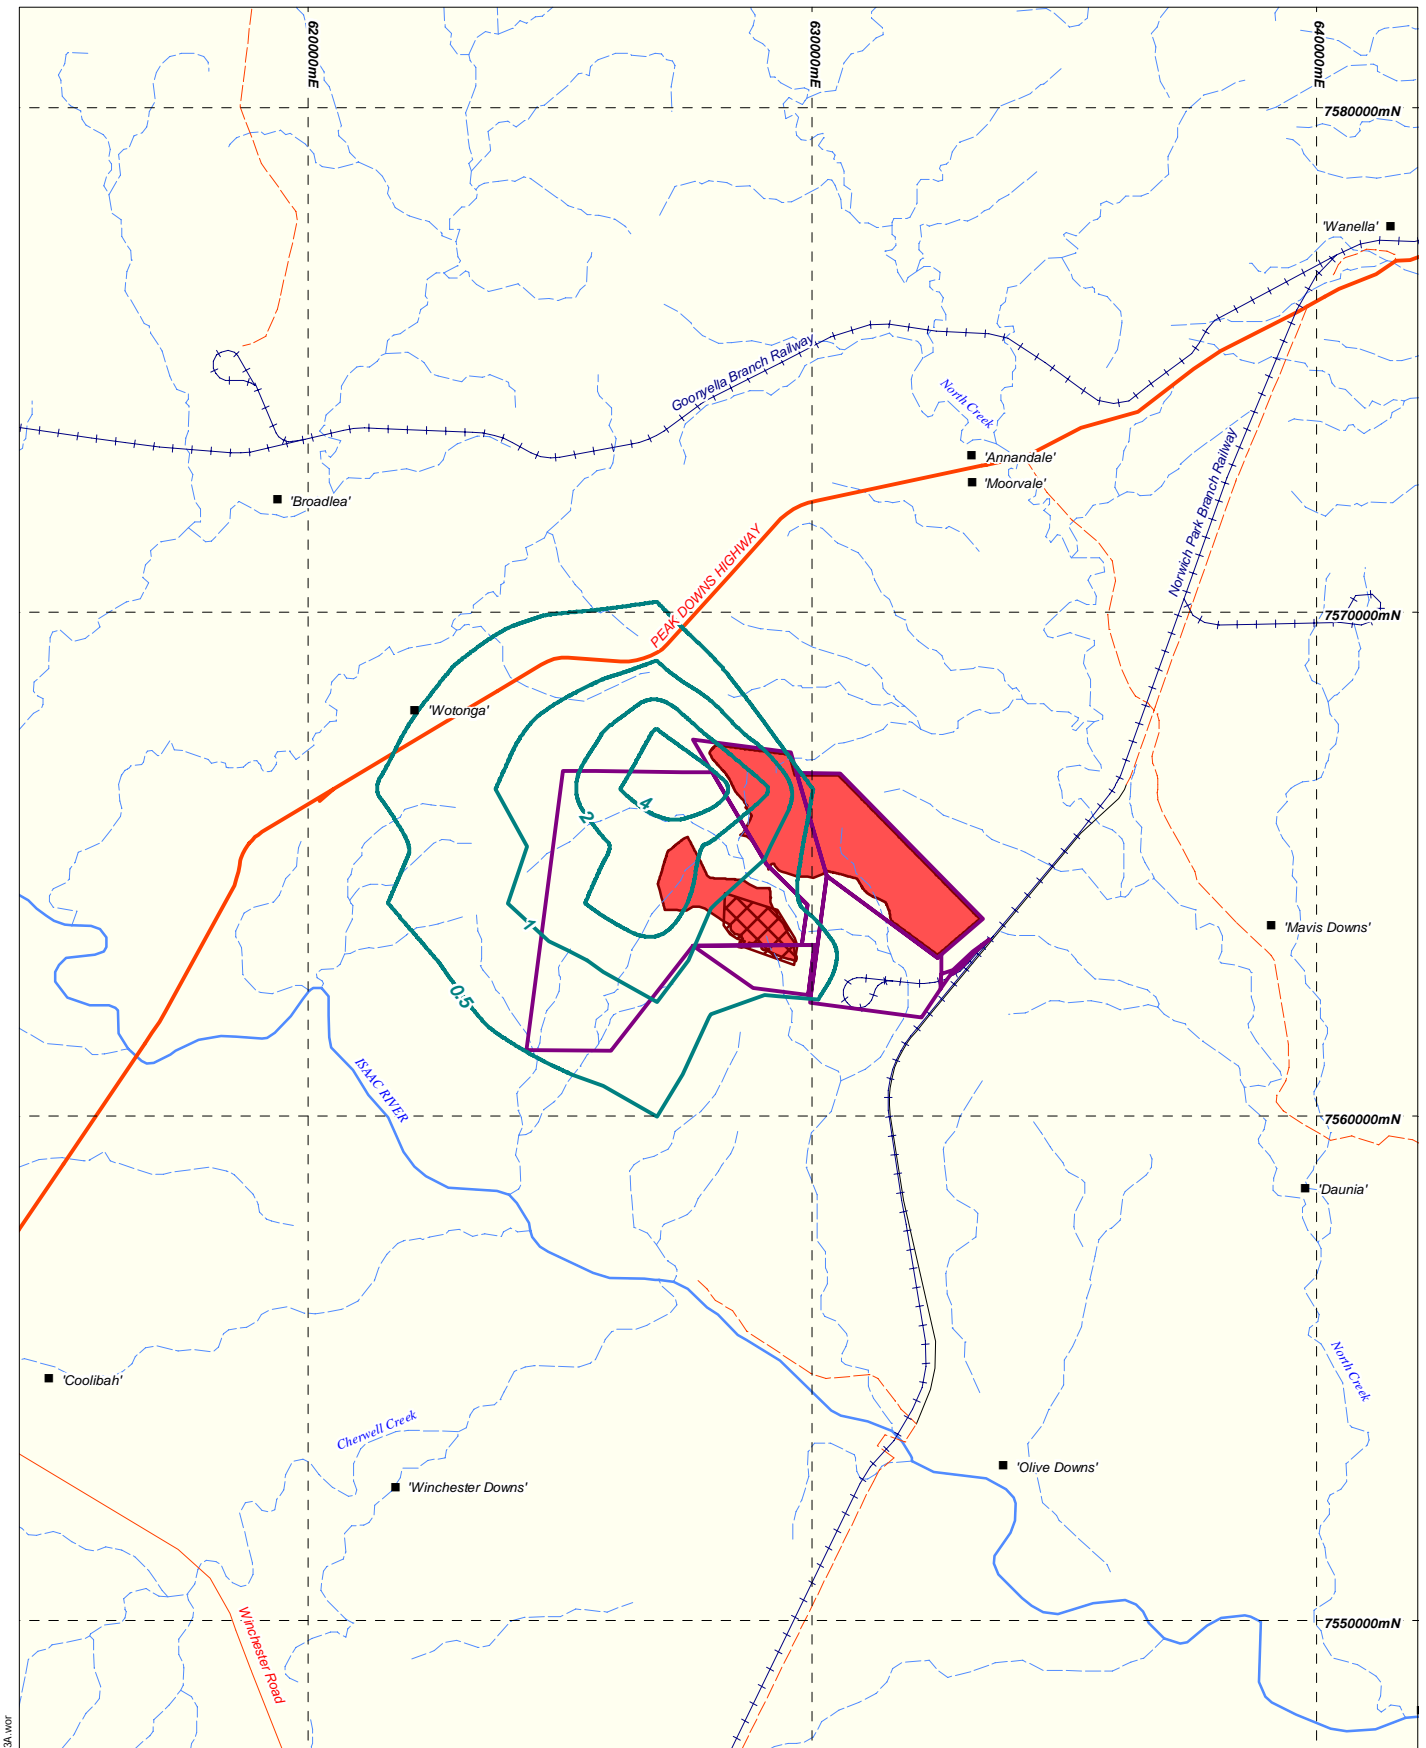 620000mE
630000mE
640000mE
7580000mN
'Wanella'
Goonyella Branch Railway
North Creek
'Annandale'
'Moorvale'
Norwich Park Branch Railway
'Broadlea'
PEAK DOWNS HIGHWAY
7570000mN
'Wotonga'
4
2
1
0.5
'Mavis Downs'
ISAAC RIVER
7560000mN
'Daunia'
North Creek
'Coolibah'
Cherwell Creek
'Winchester Downs'
'Olive Downs'
Winchester Road
7550000mN
3A.wor